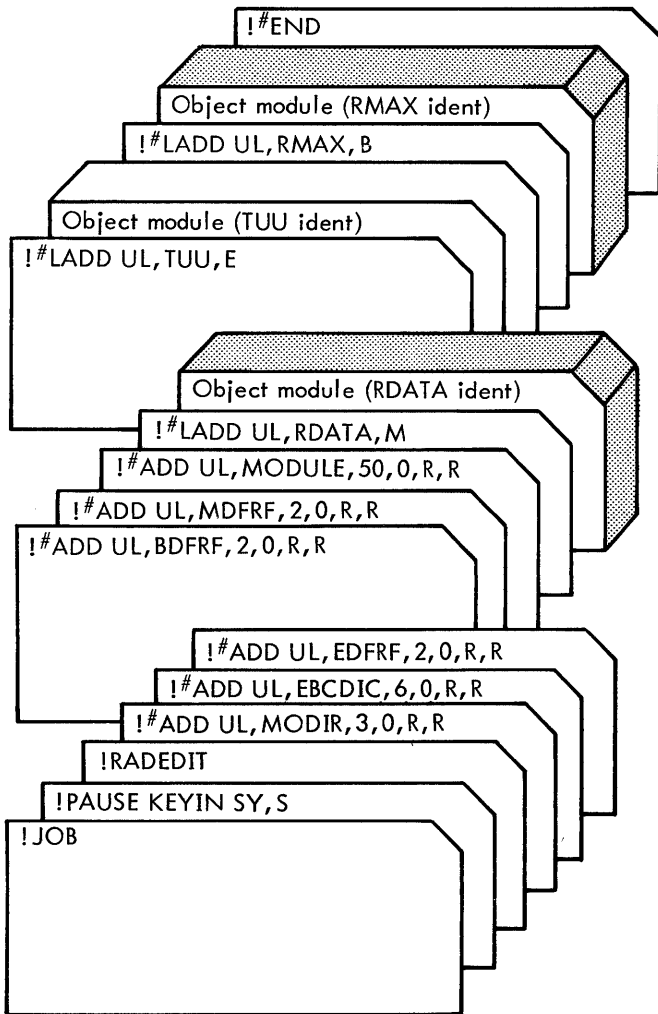 !#END
Object module (RMAX ident)
!#LADD UL,RMAX,B
Object module (TUU ident)
!#LADD UL,TUU,E
Object module (RDATA ident)
!#LADD UL,RDATA,M
!#ADD UL,MODULE,50,0,R,R
!#ADD UL,MDFRF,2,0,R,R
!#ADD UL,BDFRF,2,0,R,R
!#ADD UL,EDFRF,2,0,R,R
!#ADD UL,EBCDIC,6,0,R,R
!#ADD UL,MODIR,3,0,R,R
!RADEDIT
!PAUSE KEYIN SY,S
!JOB